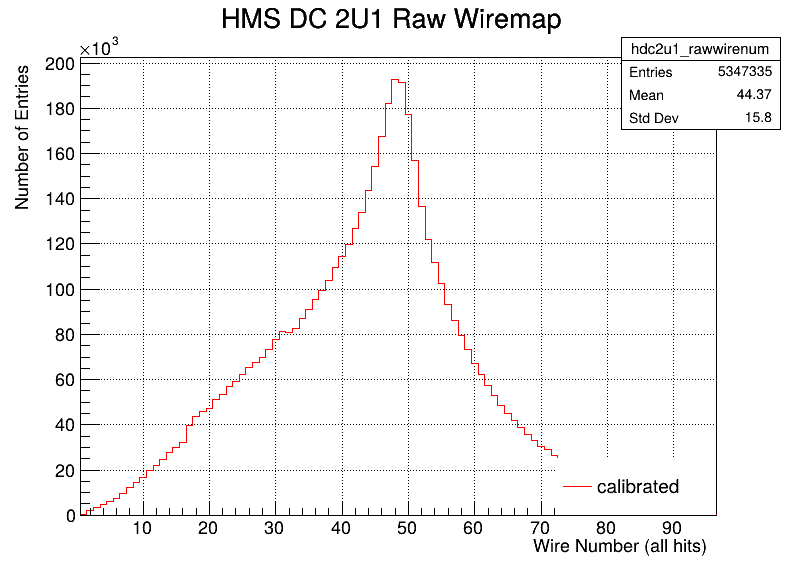 HMS DC 2U1 Raw Wiremap
×10³
hdc2u1_rawwirenum
Entries 5347335
Mean 44.37
Std Dev 15.8
Number of Entries
200
180
160
140
120
100
80
60
40
20
0
calibrated
10 20 30 40 50 60 70 80 90
Wire Number (all hits)